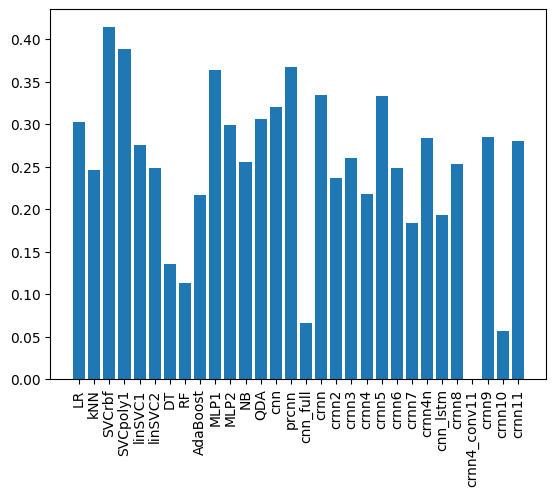 0.40
0.35
0.30
0.25
0.20
0.15
0.10
0.05
0.00
LR
kNN
SVCrbf
SVCpoly1
linSVC1
linSVC2
DT
RF
AdaBoost
MLP1
MLP2
NB
QDA
cnn
prcnn
cnn_full
crnn
crnn2
crnn3
crnn4
crnn5
crnn6
crnn7
crnn4n
cnn_lstm
crnn8
crnn4_conv11
crnn9
crnn10
crnn11